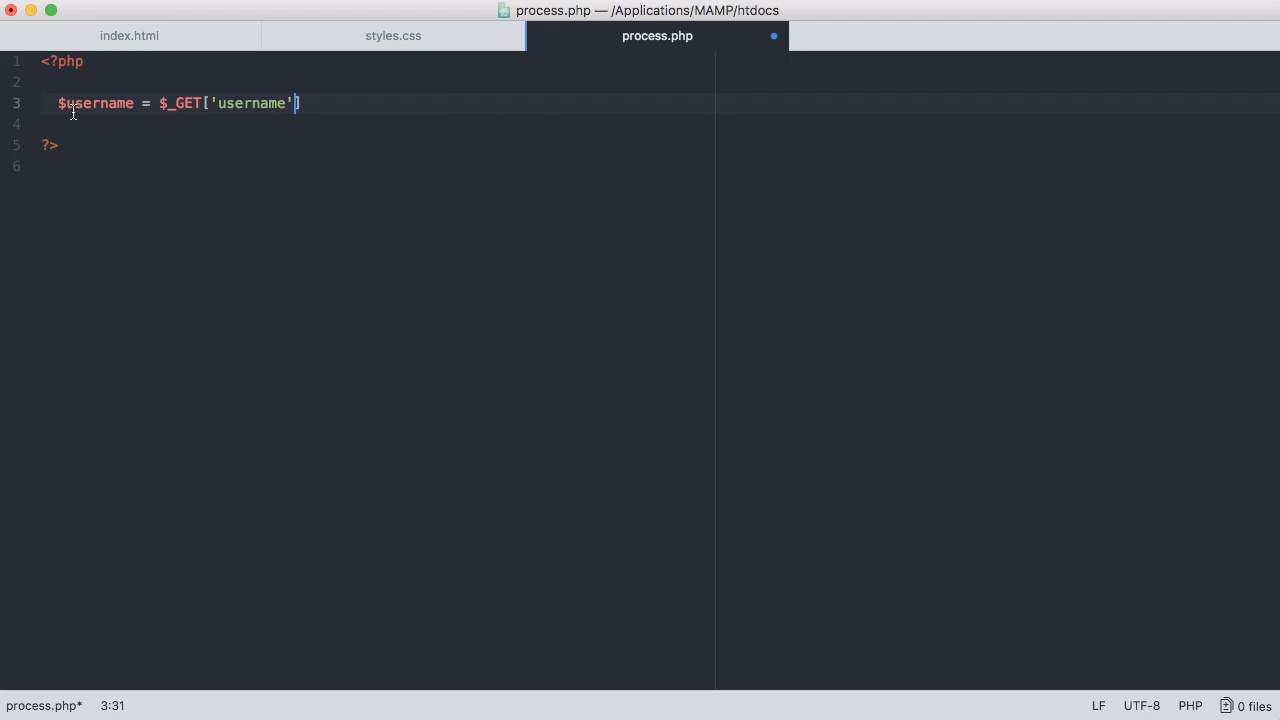 process.php — /Applications/MAMP/htdocs
index.html styles.css process.php
1 <?php
2
3 $username = $_GET['username']
4
5 ?>
6
process.php* 3:31 LF UTF-8 PHP 0 files